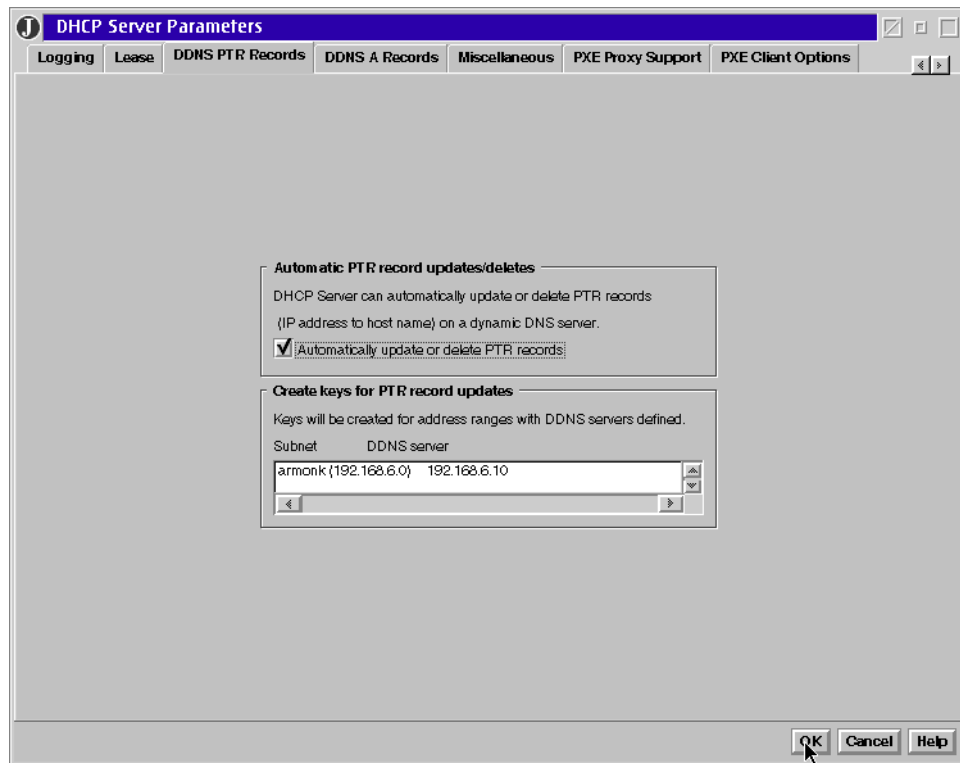 J DHCP Server Parameters
Logging Lease DDNS PTR Records DDNS A Records Miscellaneous PXE Proxy Support PXE Client Options
Automatic PTR record updates/deletes
DHCP Server can automatically update or delete PTR records
(IP address to host name) on a dynamic DNS server.
Automatically update or delete PTR records
Create keys for PTR record updates
Keys will be created for address ranges with DDNS servers defined.
Subnet DDNS server
armonk (192.168.6.0) 192.168.6.10
OK Cancel Help